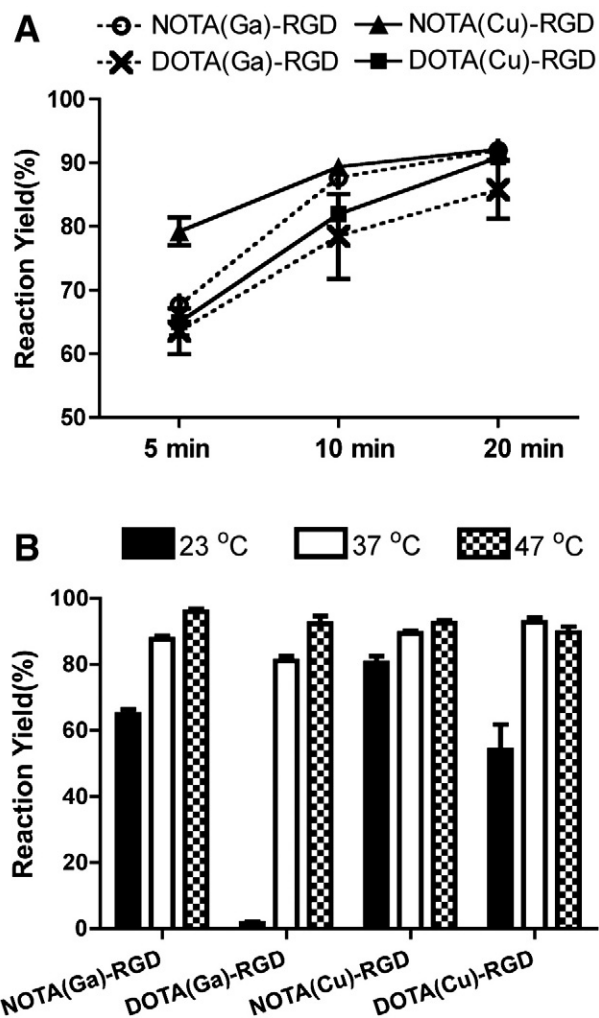 A
NOTA(Ga)-RGD NOTA(Cu)-RGD
DOTA(Ga)-RGD DOTA(Cu)-RGD
100
90
80
70
60
50
Reaction Yield(%)
5 min 10 min 20 min
B
23 °C 37 °C 47 °C
100
80
60
40
20
0
Reaction Yield(%)
NOTA(Ga)-RGD DOTA(Ga)-RGD NOTA(Cu)-RGD DOTA(Cu)-RGD